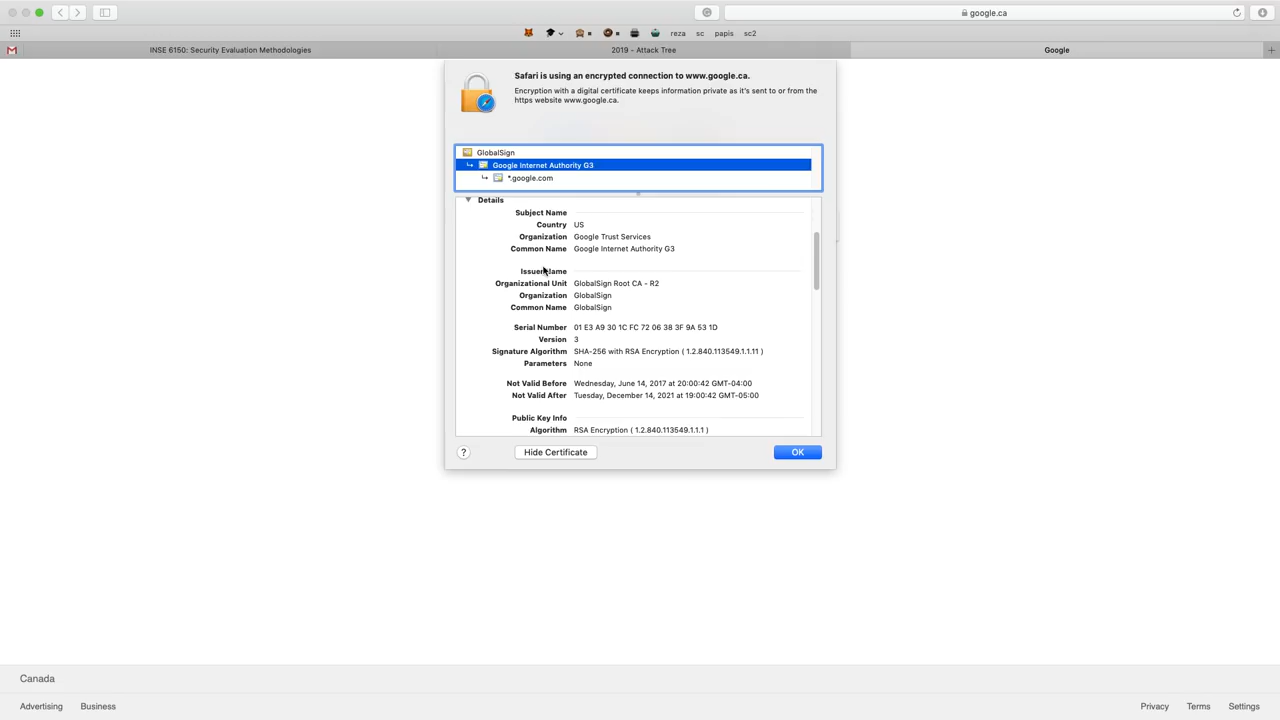 google.ca
reza sc papis sc2
INSE 6150: Security Evaluation Methodologies
2019 - Attack Tree
Google
Safari is using an encrypted connection to www.google.ca.
Encryption with a digital certificate keeps information private as it's sent to or from the
https website www.google.ca.
GlobalSign
Google Internet Authority G3
*.google.com
Details
Subject Name
Country US
Organization Google Trust Services
Common Name Google Internet Authority G3
Issuer Name
Organizational Unit GlobalSign Root CA - R2
Organization GlobalSign
Common Name GlobalSign
Serial Number 01 E3 A9 30 1C FC 72 06 38 3F 9A 53 1D
Version 3
Signature Algorithm SHA-256 with RSA Encryption ( 1.2.840.113549.1.1.11 )
Parameters None
Not Valid Before Wednesday, June 14, 2017 at 20:00:42 GMT-04:00
Not Valid After Tuesday, December 14, 2021 at 19:00:42 GMT-05:00
Public Key Info
Algorithm RSA Encryption ( 1.2.840.113549.1.1.1 )
? Hide Certificate OK
Canada
Advertising Business Privacy Terms Settings